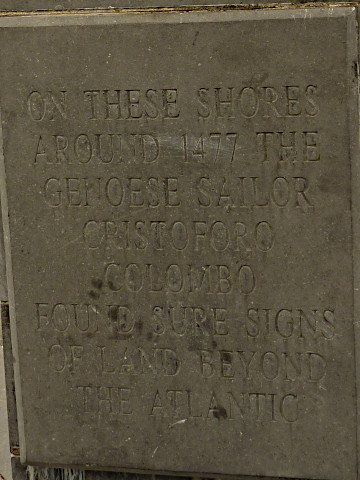 ON THESE SHORES
AROUND 1477 THE
GENOESE SAILOR
CRISTOFORO
COLOMBO
FOUND SURE SIGNS
OF LAND BEYOND
THE ATLANTIC